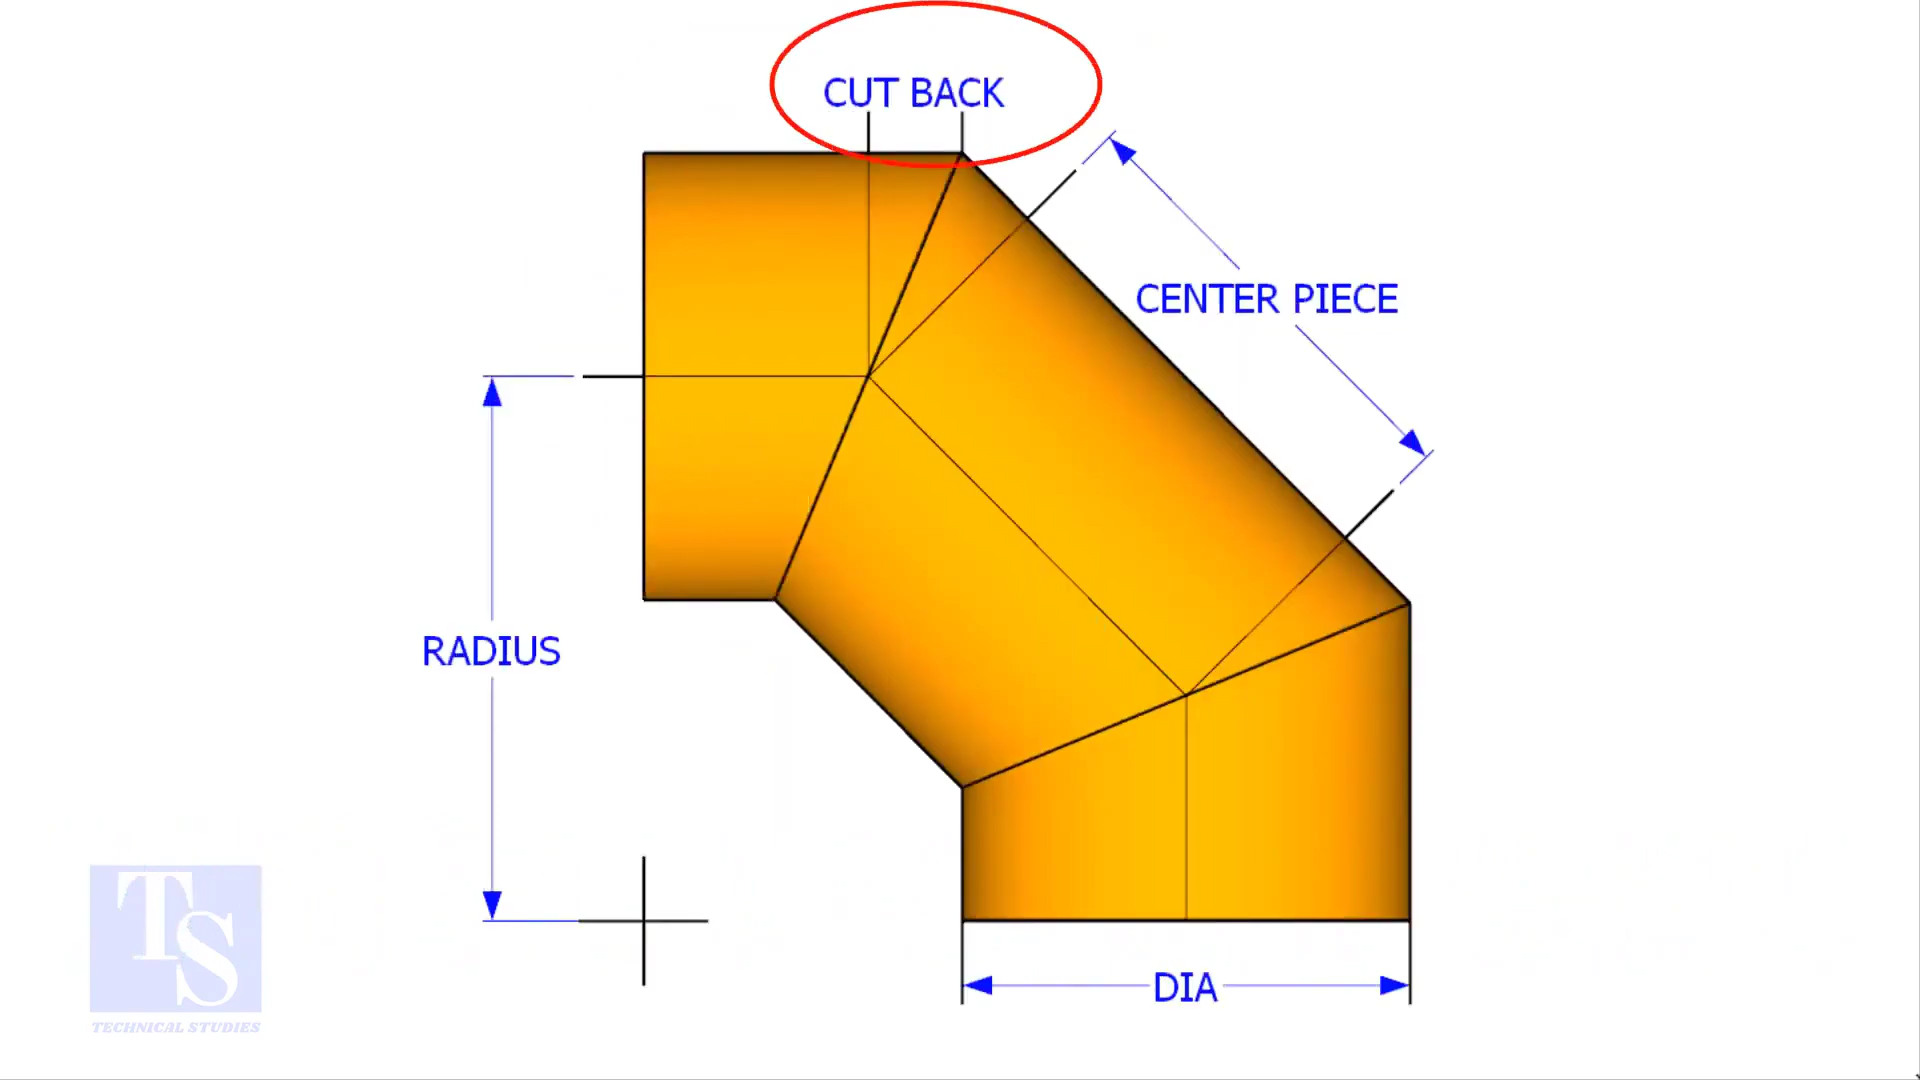 CUT BACK
CENTER PIECE
RADIUS
DIA
TS
TECHNICAL STUDIES